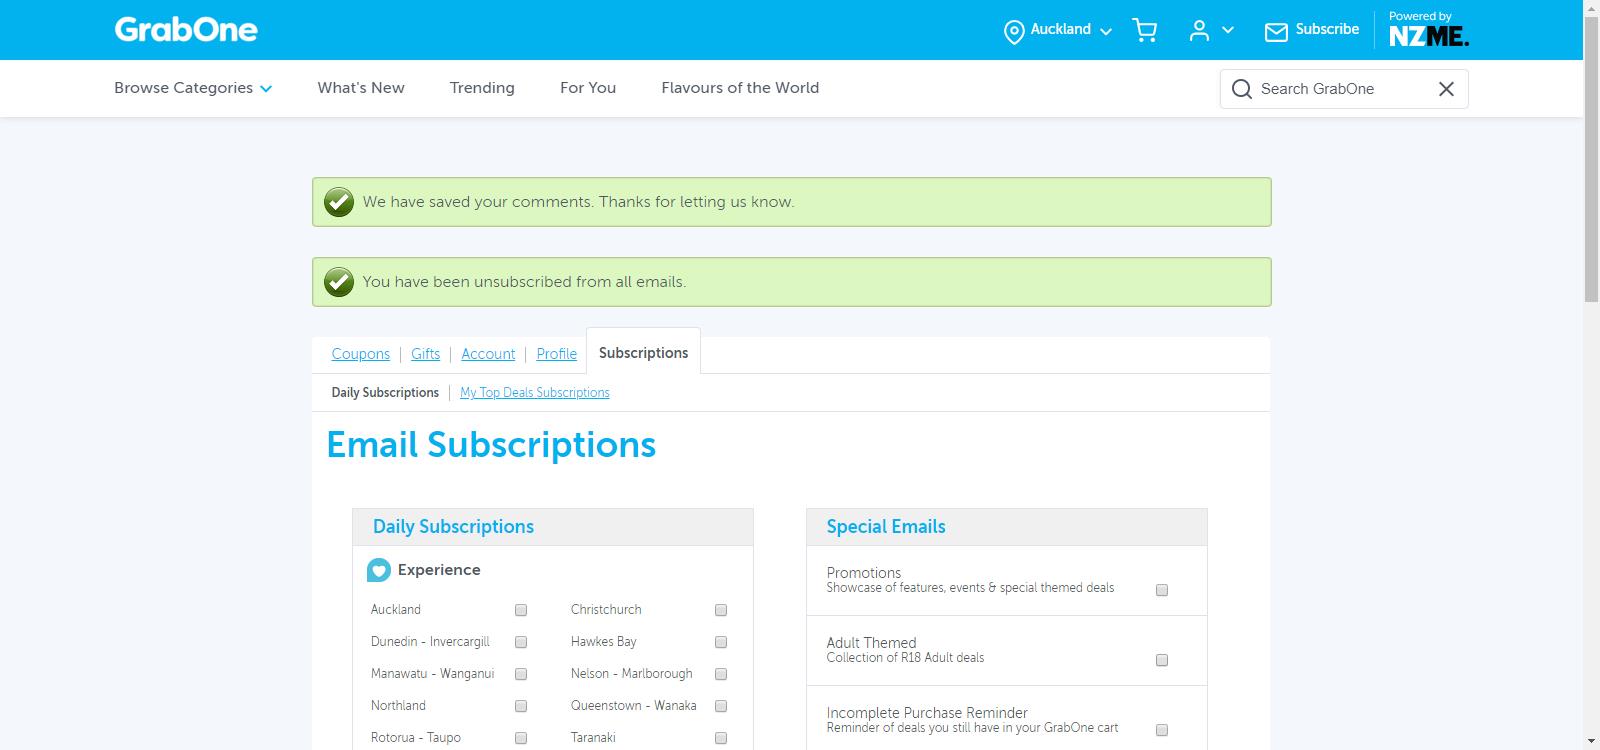 GrabOne
Auckland
Subscribe
Powered by
NZME.
Browse Categories
What's New
Trending
For You
Flavours of the World
Search GrabOne
We have saved your comments. Thanks for letting us know.
You have been unsubscribed from all emails.
Coupons | Gifts | Account | Profile
Subscriptions
Daily Subscriptions | My Top Deals Subscriptions
Email Subscriptions
Daily Subscriptions
Experience
Auckland
Christchurch
Dunedin - Invercargill
Hawkes Bay
Manawatu - Wanganui
Nelson - Marlborough
Northland
Queenstown - Wanaka
Rotorua - Taupo
Taranaki
Special Emails
Promotions
Showcase of features, events & special themed deals
Adult Themed
Collection of R18 Adult deals
Incomplete Purchase Reminder
Reminder of deals you still have in your GrabOne cart